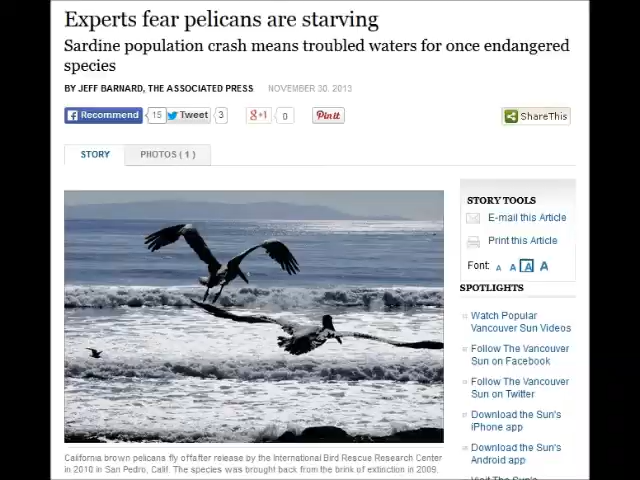 Experts fear pelicans are starving
Sardine population crash means troubled waters for once endangered
species
BY JEFF BARNARD, THE ASSOCIATED PRESS NOVEMBER 30, 2013
Recommend 15 Tweet 3 g+1 0 Pin it ShareThis
STORY PHOTOS ( 1 )
STORY TOOLS
E-mail this Article
Print this Article
Font: A A A A
SPOTLIGHTS
Watch Popular
Vancouver Sun Videos
Follow The Vancouver
Sun on Facebook
Follow The Vancouver
Sun on Twitter
Download the Sun's
iPhone app
Download the Sun's
Android app
Visit The Sun's
California brown pelicans fly offafter release by the International Bird Rescue Research Center
in 2010 in San Pedro, Calif. The species was brought back from the brink of extinction in 2009.